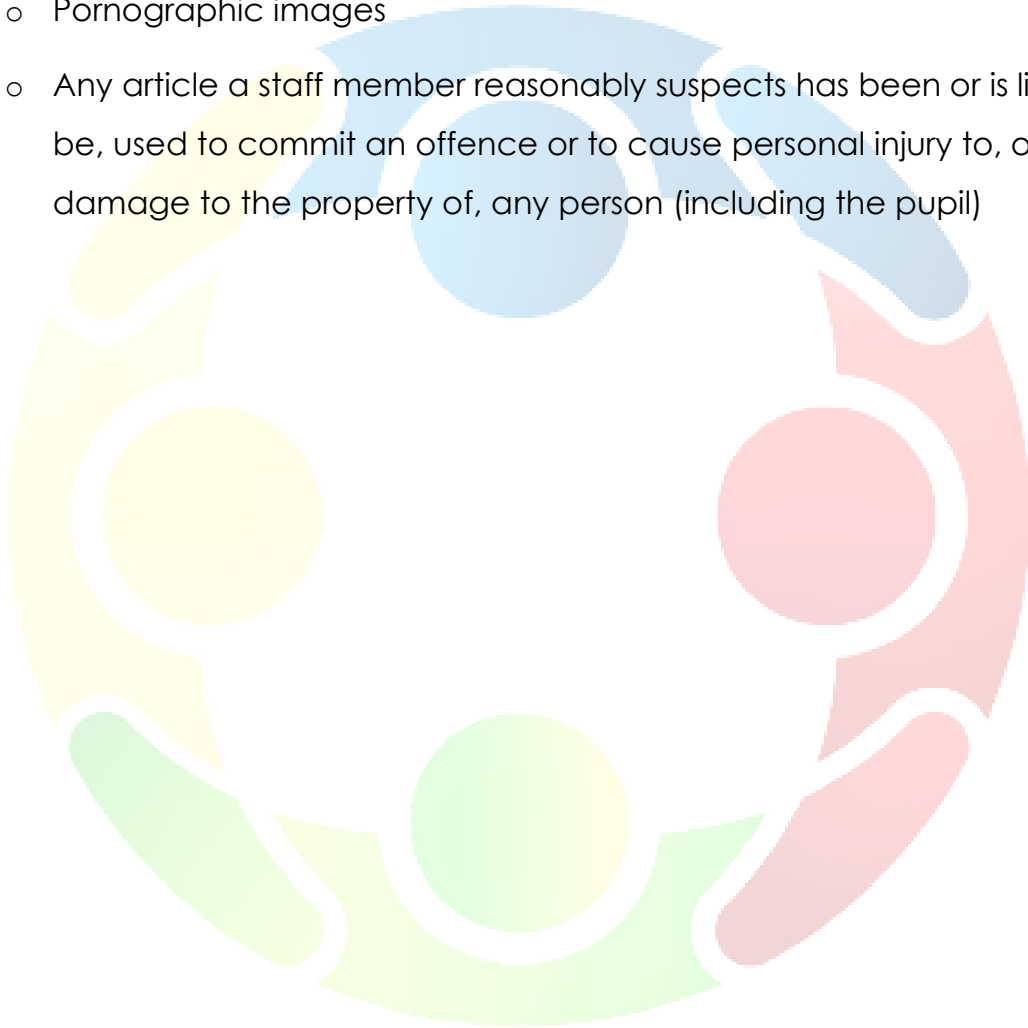 o Pornographic images
o Any article a staff member reasonably suspects has been or is li
be, used to commit an offence or to cause personal injury to, o
damage to the property of, any person (including the pupil)